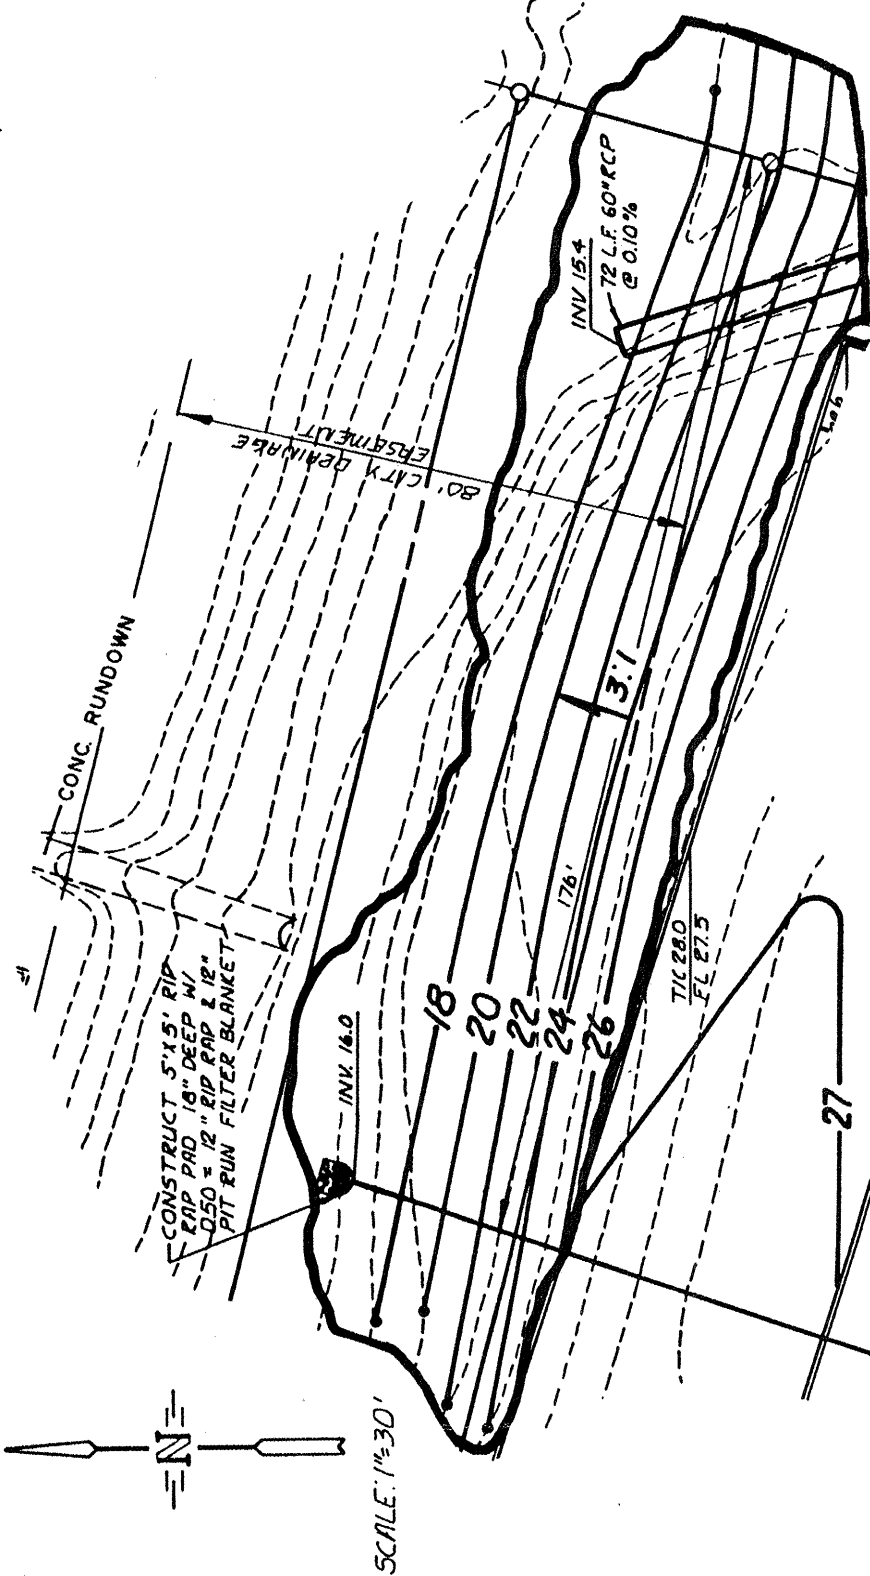 CONC. RUNDOWN
CONSTRUCT 5'X5' RIP
RAP PAD 18" DEEP W/
D50 = 12" RIP RAP & 12"
PIT RUN FILTER BLANKET
INV. 16.0
80' CITY DRAINAGE
EASEMENT
INV 15.4
72 L.F. 60" RCP
@ 0.10%
3:1
176'
18
20
22
24
26
T/C 28.0
FL 27.5
27
N
SCALE: 1"=30'